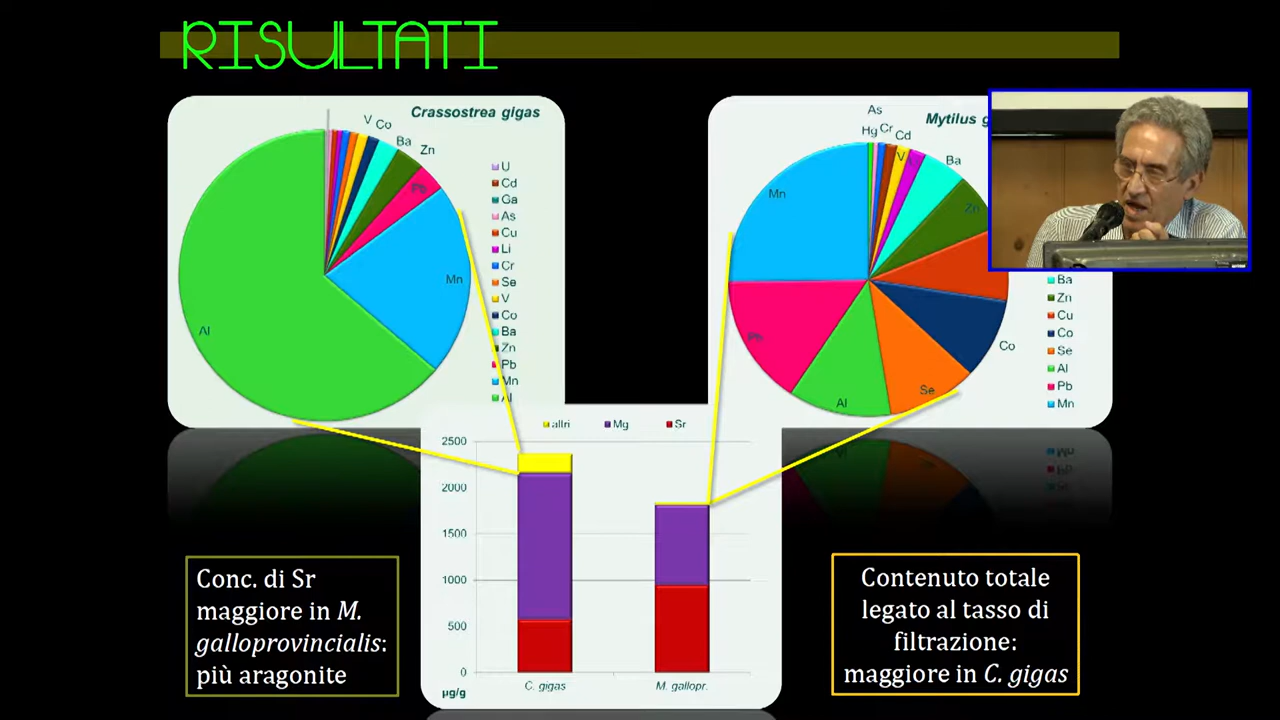 RISULTATI
Crassostrea gigas
V
Co
Ba
Zn
Pb
Mn
Al
U
Cd
Ga
As
Cu
Li
Cr
Se
V
Co
Ba
Zn
Pb
Mn
Al
Mytilus g
As
Hg
Cr
Cd
V
Ba
Zn
Co
Se
Al
Pb
Mn
Ba
Zn
Cu
Co
Se
Al
Pb
Mn
altri
Mg
Sr
2500
2000
1500
1000
500
0
µg/g
C. gigas
M. gallopr.
Conc. di Sr
maggiore in M.
galloprovincialis:
più aragonite
Contenuto totale
legato al tasso di
filtrazione:
maggiore in C. gigas